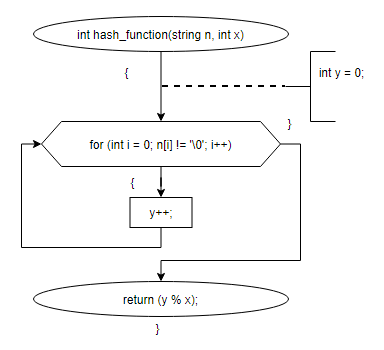 int hash_function(string n, int x)
{
int y = 0;
}
for (int i = 0; n[i] != '\0'; i++)
{
y++;
return (y % x);
}